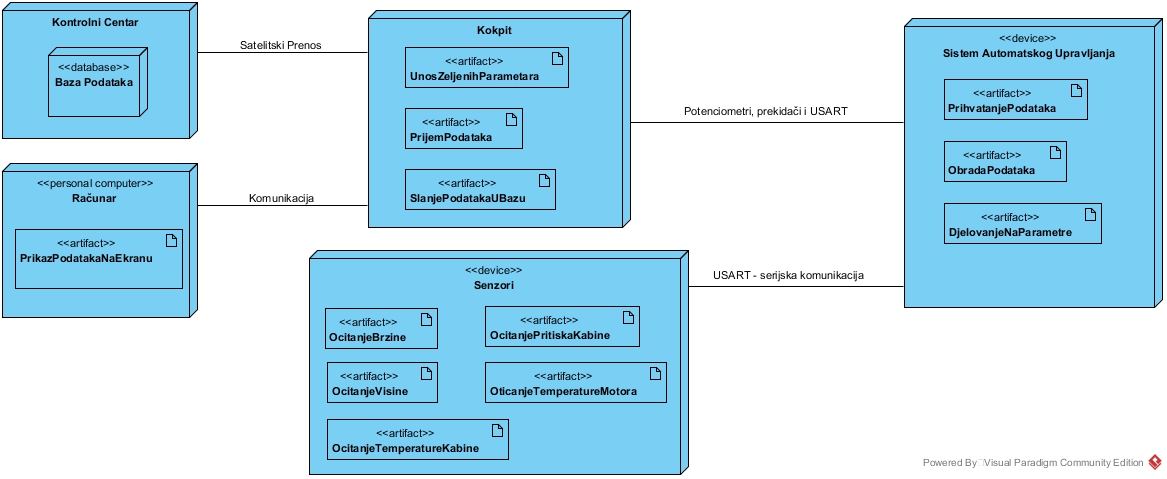 Kontrolni Centar
<<database>>
Baza Podataka
Satelitski Prenos
Kokpit
<<artifact>>
UnosZeljenihParametara
<<artifact>>
PrijemPodataka
<<artifact>>
SlanjePodatakaUBazu
Potenciometri, prekidači i USART
<<device>>
Sistem Automatskog Upravljanja
<<artifact>>
PrihvatanjePodataka
<<artifact>>
ObradaPodataka
<<artifact>>
DjelovanjeNaParametre
<<personal computer>>
Računar
<<artifact>>
PrikazPodatakaNaEkranu
Komunikacija
<<device>>
Senzori
<<artifact>>
OcitanjeBrzine
<<artifact>>
OcitanjePritiskaKabine
<<artifact>>
OcitanjeVisine
<<artifact>>
OticanjeTemperatureMotora
<<artifact>>
OcitanjeTemperatureKabine
USART - serijska komunikacija
Powered By Visual Paradigm Community Edition